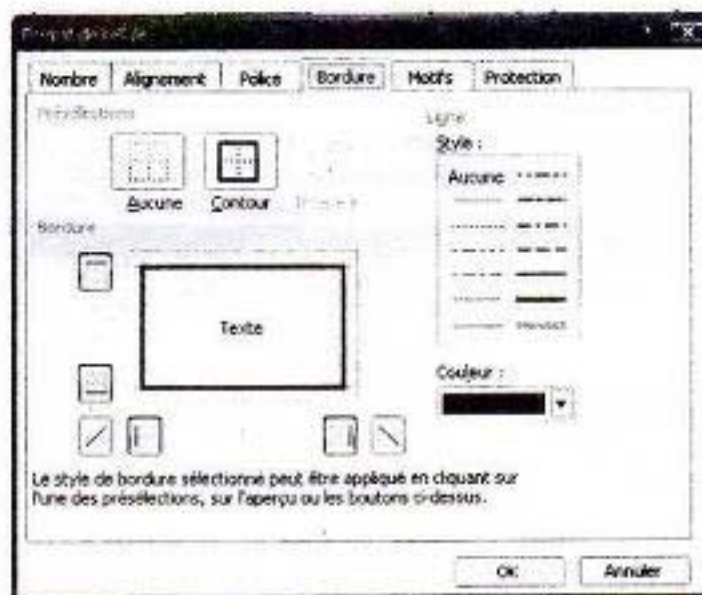 Nombre Alignement Police Bordure Motifs Protection
Présélections
Ligne
Style :
Aucune
Aucune Contour
Bordure
Texte
Couleur :
Le style de bordure sélectionné peut être appliqué en cliquant sur
l'une des présélections, sur l'aperçu ou les boutons ci-dessus.
OK Annuler